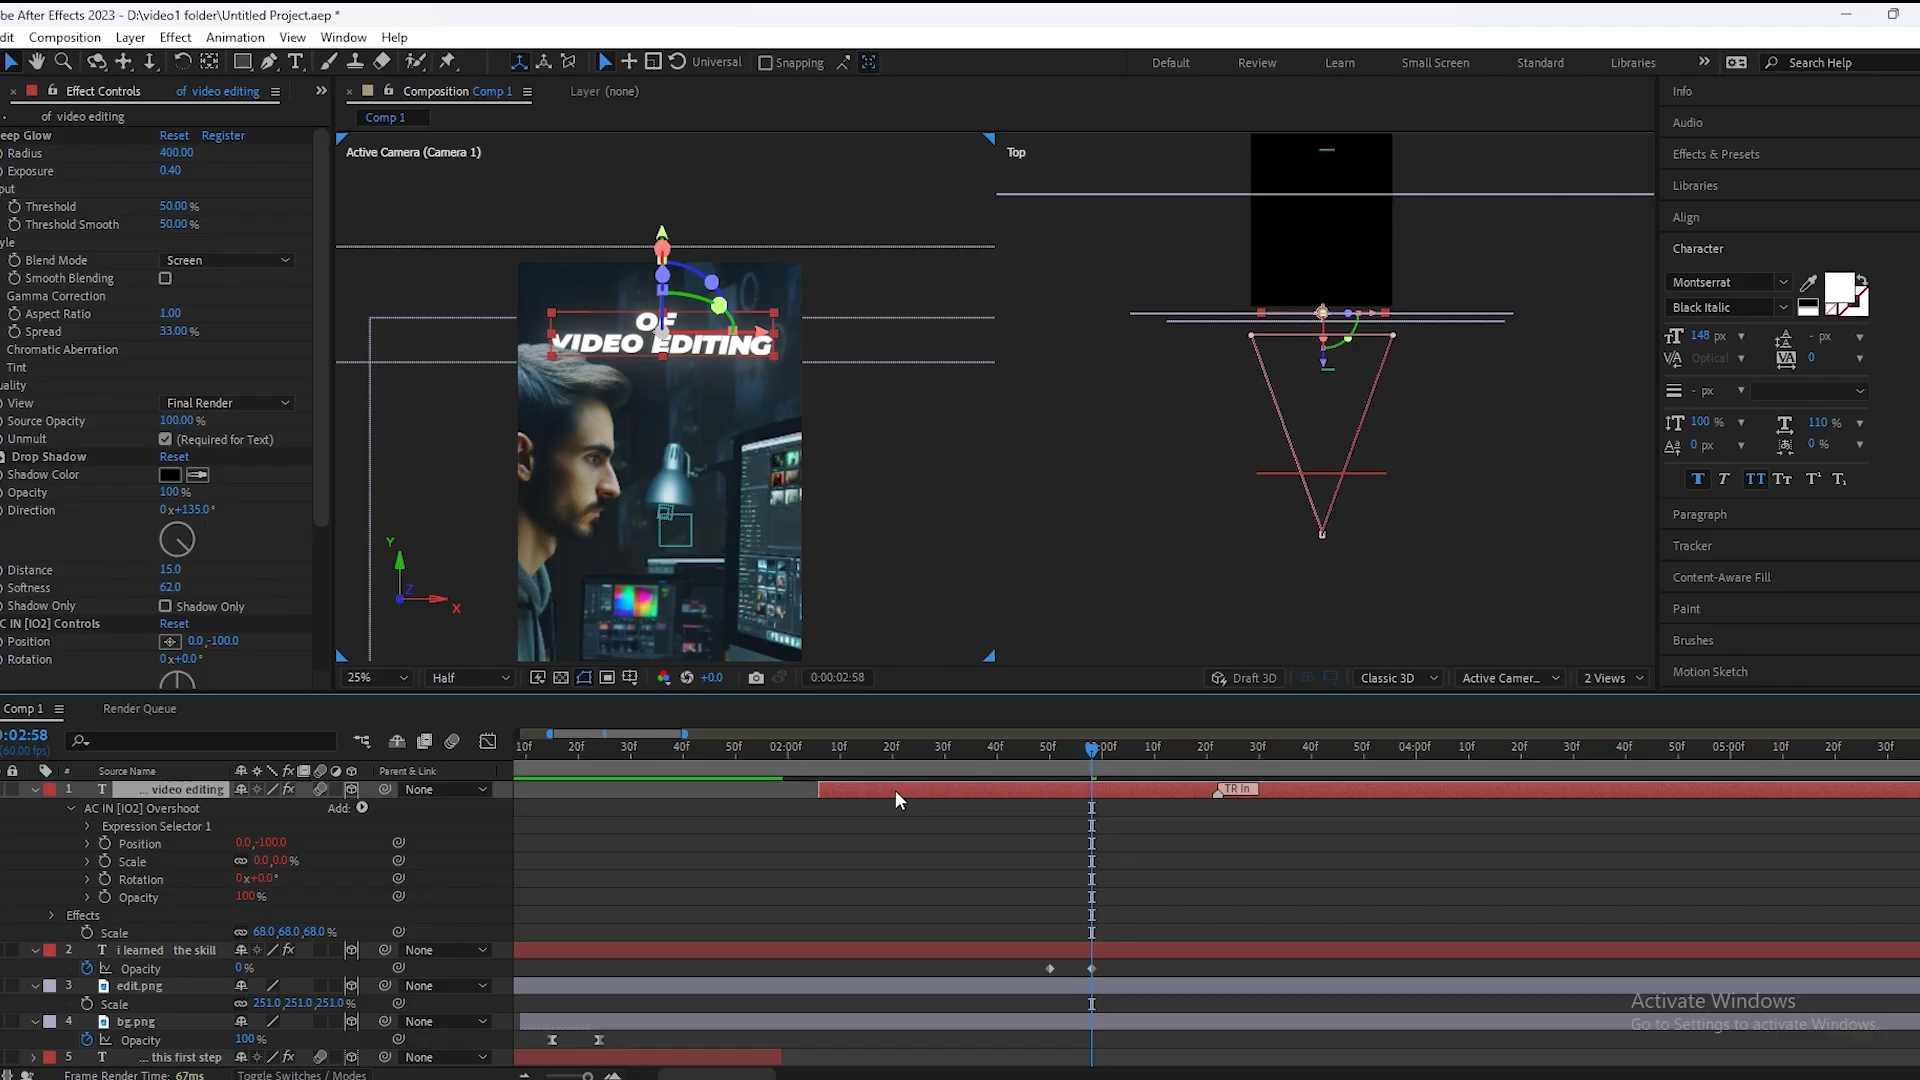 be After Effects 2023 - D:\video1 folder\Untitled Project.aep *
dit Composition Layer Effect Animation View Window Help
Universal Snapping Default Review Learn Small Screen Standard Libraries Search Help
Effect Controls of video editing
Composition Comp 1
Layer (none)
of video editing
Comp 1
eep Glow Reset Register
Radius 400.00
Exposure 0.40
put
Threshold 50.00 %
Threshold Smooth 50.00 %
yle
Blend Mode Screen
Smooth Blending
Gamma Correction
Aspect Ratio 1.00
Spread 33.00 %
Chromatic Aberration
Tint
uality
View Final Render
Source Opacity 100.00 %
Unmult (Required for Text)
Drop Shadow Reset
Shadow Color
Opacity 100 %
Direction 0x+135.0°
Distance 15.0
Softness 62.0
Shadow Only Shadow Only
C IN [IO2] Controls Reset
Position 0.0,-100.0
Rotation 0x+0.0°
Active Camera (Camera 1)
OF
VIDEO EDITING
Y
Z
X
Top
25% Half +0.0 0:00:02:58 Draft 3D Classic 3D Active Camer... 2 Views
Info
Audio
Effects & Presets
Libraries
Align
Character
Montserrat
Black Italic
148 px - px
Optical 0
- px
100 % 110 %
0 px 0 %
T T TT Tт T¹ T₁
Paragraph
Tracker
Content-Aware Fill
Paint
Brushes
Motion Sketch
Comp 1 Render Queue
0:02:58
(60.00 fps)
10f 20f 30f 40f 50f 02:00f 10f 20f 30f 40f 50f 03:00f 10f 20f 30f 40f 50f 04:00f 10f 20f 30f 40f 50f 05:00f 10f 20f 30f
# Source Name fx Parent & Link
1 T ... video editing fx None
TR In
AC IN [IO2] Overshoot Add:
Expression Selector 1
Position 0.0,-100.0
Scale 0.0,0.0 %
Rotation 0x+0.0°
Opacity 100 %
Effects
Scale 68.0,68.0,68.0 %
2 T i learned the skill fx None
Opacity 0 %
3 edit.png None
Scale 251.0,251.0,251.0 %
4 bg.png None
Opacity 100 %
5 T ... this first step fx None
Frame Render Time: 67ms Toggle Switches / Modes
Activate Windows
Go to Settings to activate Windows.